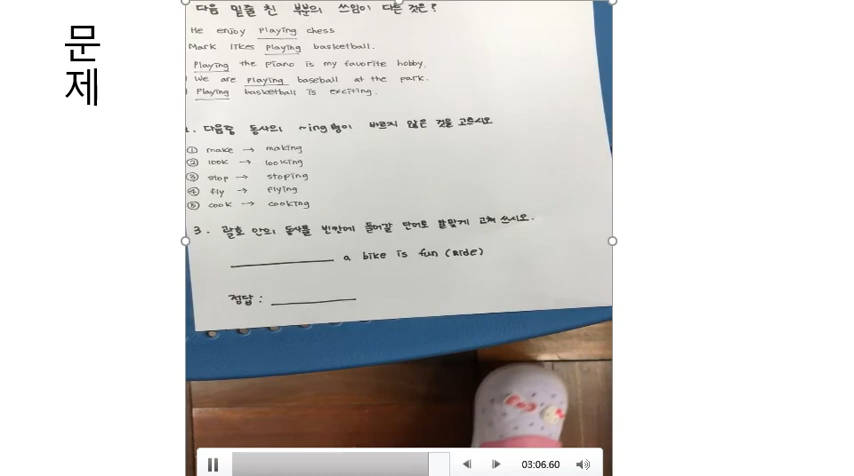 문제
다음 밑줄 친 부분의 쓰임이 다른 것은?
He enjoy playing chess
Mark likes playing basketball.
Playing the piano is my favorite hobby.
We are playing baseball at the park.
Playing basketball is exciting.
다음중 동사의 ~ing형이 바르지 않은 것을 고르시오
① make → making
② look → looking
③ stop → stoping
④ fly → flying
⑤ cook → cooking
3. 괄호 안의 동사를 빈칸에 들어갈 단어로 알맞게 고쳐 쓰시오.
a bike is fun (Ride)
정답 :
03:06.60